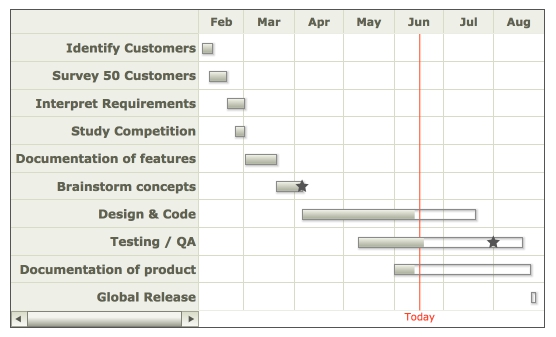 Feb Mar Apr May Jun Jul Aug
Identify Customers
Survey 50 Customers
Interpret Requirements
Study Competition
Documentation of features
Brainstorm concepts
Design & Code
Testing / QA
Documentation of product
Global Release
Today